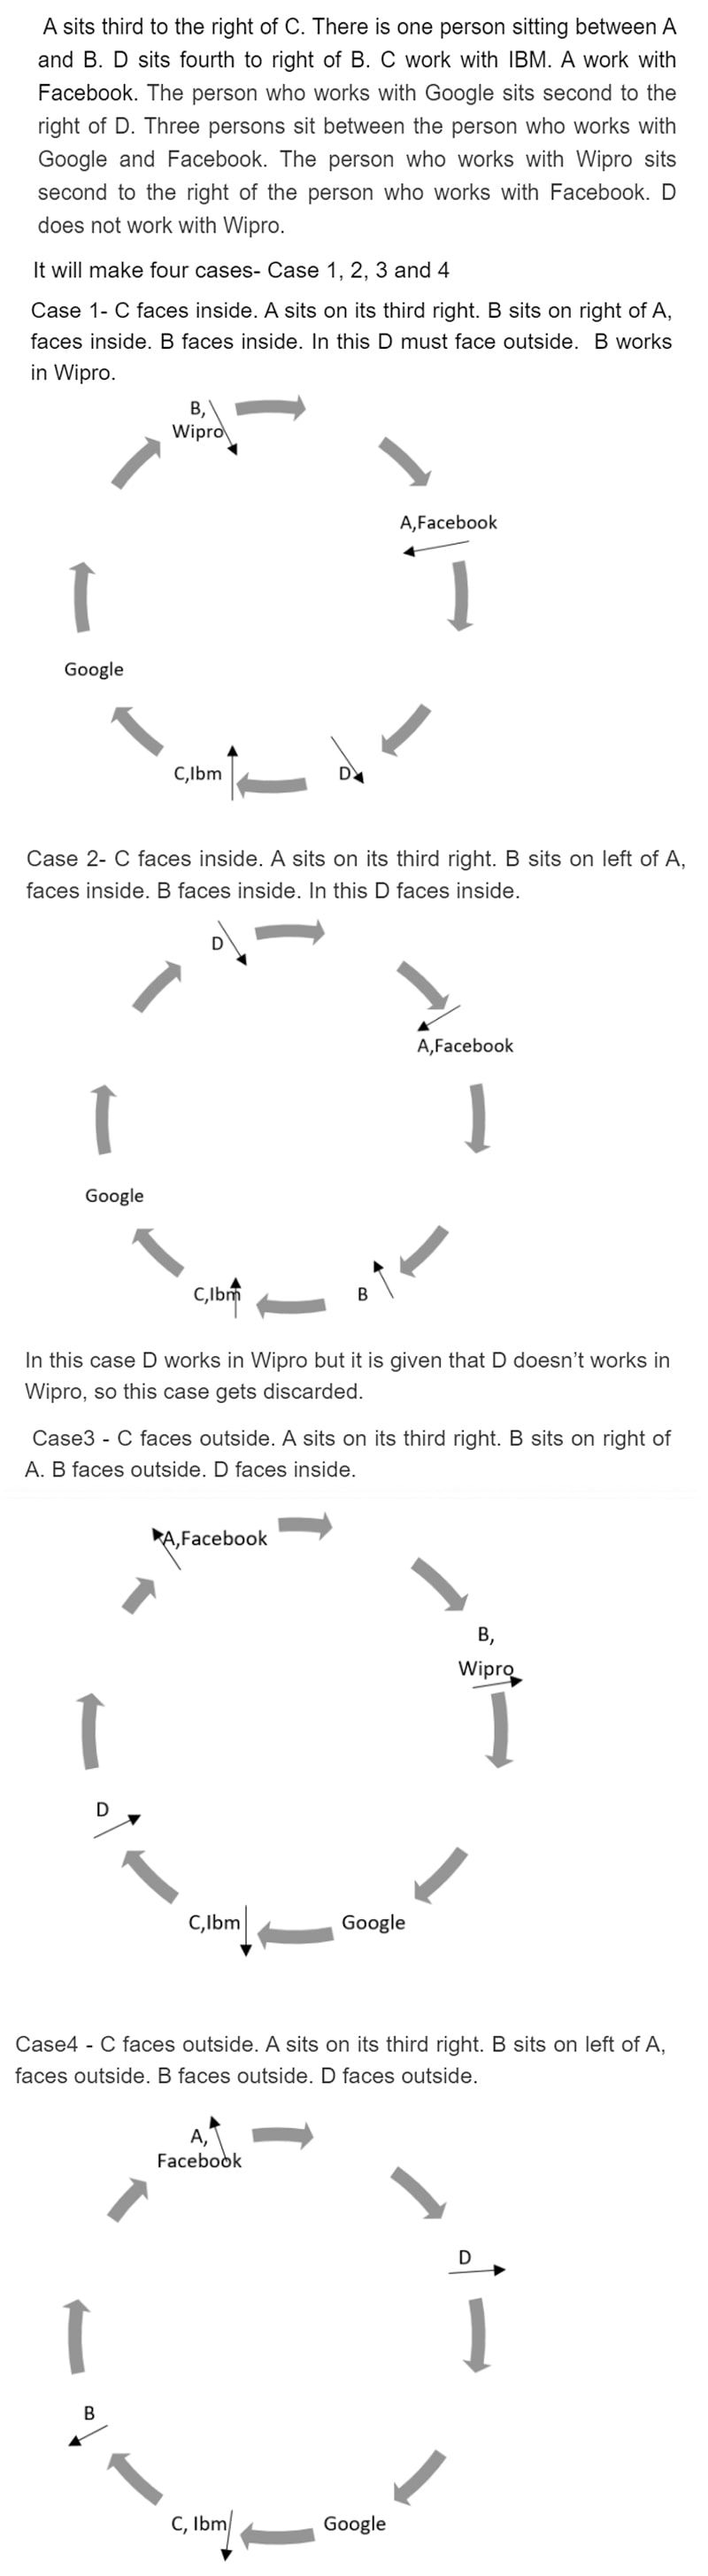 A sits third to the right of C. There is one person sitting between A
and B. D sits fourth to right of B. C work with IBM. A work with
Facebook. The person who works with Google sits second to the
right of D. Three persons sit between the person who works with
Google and Facebook. The person who works with Wipro sits
second to the right of the person who works with Facebook. D
does not work with Wipro.
It will make four cases- Case 1, 2, 3 and 4
Case 1- C faces inside. A sits on its third right. B sits on right of A,
faces inside. B faces inside. In this D must face outside. B works
in Wipro.
B,
Wipro
A,Facebook
Google
C,Ibm
D
Case 2- C faces inside. A sits on its third right. B sits on left of A,
faces inside. B faces inside. In this D faces inside.
D
A,Facebook
Google
C,Ibm
B
In this case D works in Wipro but it is given that D doesn’t works in
Wipro, so this case gets discarded.
Case3 - C faces outside. A sits on its third right. B sits on right of
A. B faces outside. D faces inside.
A,Facebook
B,
Wipro
D
C,Ibm
Google
Case4 - C faces outside. A sits on its third right. B sits on left of A,
faces outside. B faces outside. D faces outside.
A,
Facebook
D
B
C, Ibm
Google